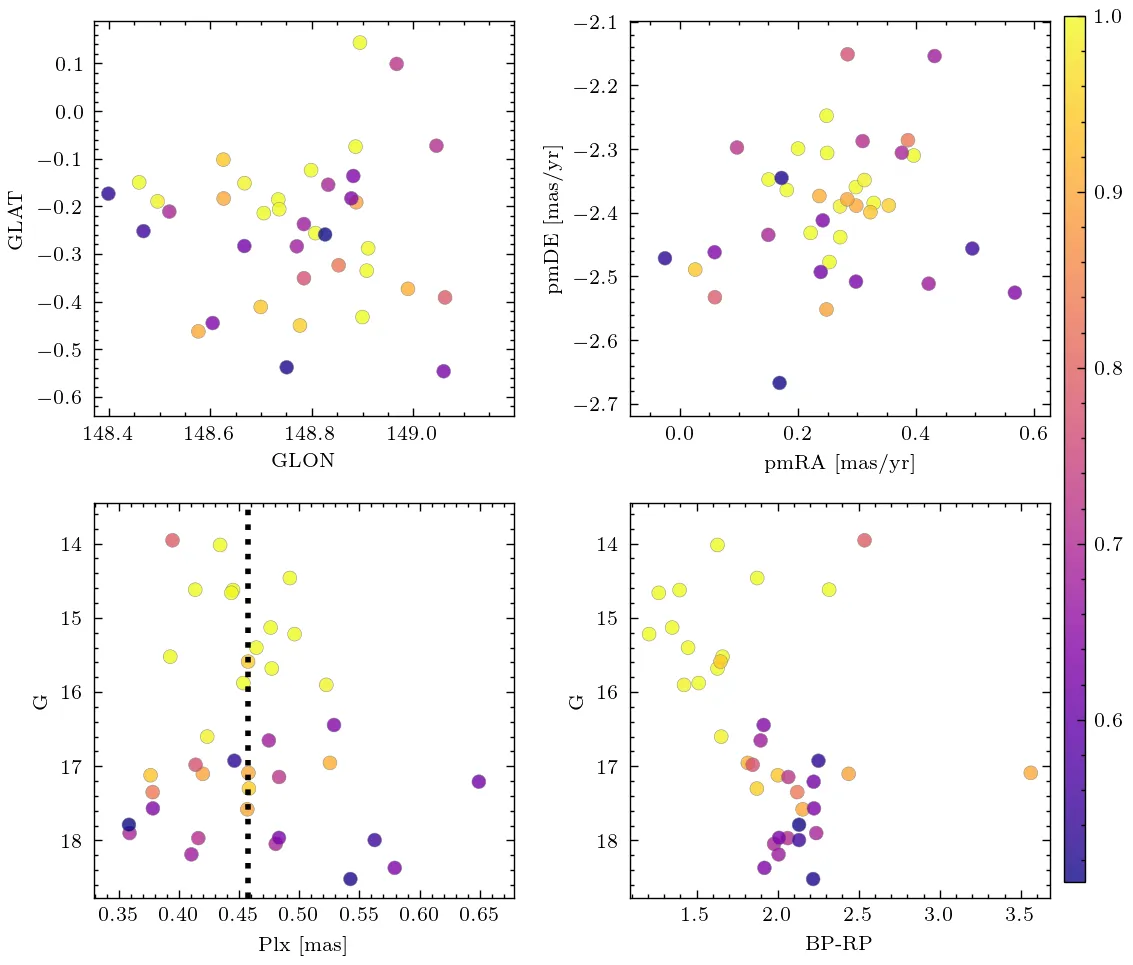 0.1
0.0
−0.1
−0.2
−0.3
−0.4
−0.5
−0.6
GLAT
148.4 148.6 148.8 149.0
GLON
−2.1
−2.2
−2.3
−2.4
−2.5
−2.6
−2.7
pmDE [mas/yr]
0.0 0.2 0.4 0.6
pmRA [mas/yr]
14
15
16
17
18
G
0.35 0.40 0.45 0.50 0.55 0.60 0.65
Plx [mas]
14
15
16
17
18
G
1.5 2.0 2.5 3.0 3.5
BP-RP
1.0
0.9
0.8
0.7
0.6